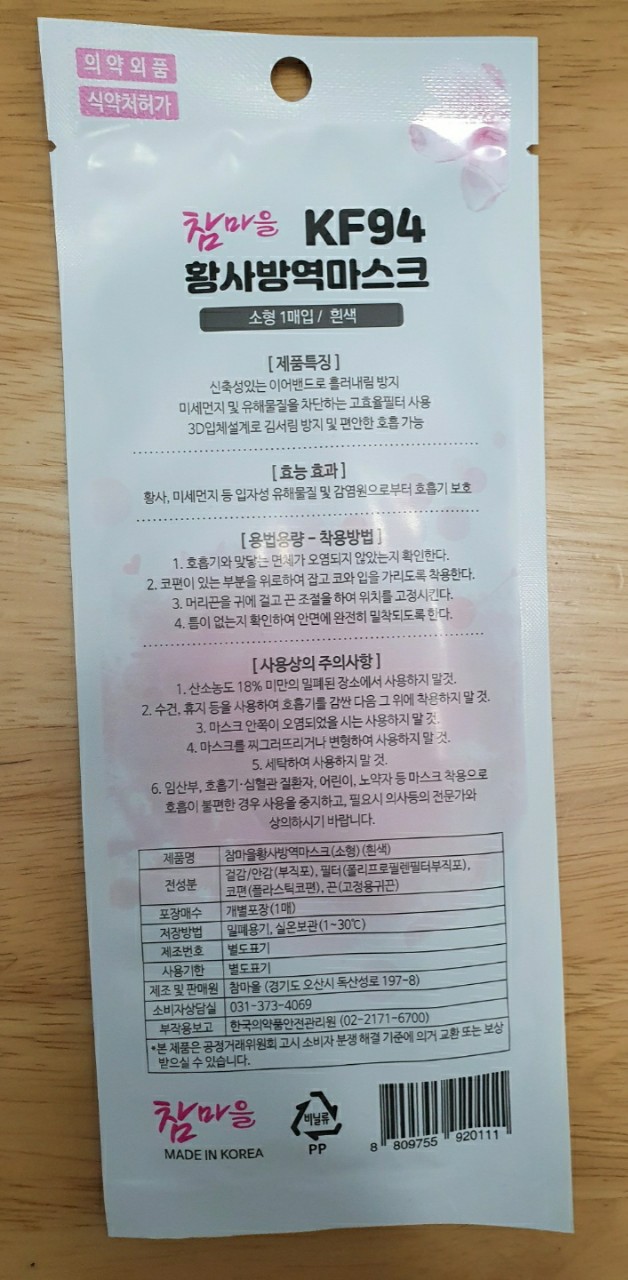 의약외품
식약처허가
참마을 KF94
황사방역마스크
소형 1매입 / 흰색
[ 제품특징 ]
신축성있는 이어밴드로 흘러내림 방지
미세먼지 및 유해물질을 차단하는 고효율필터 사용
3D입체설계로 김서림 방지 및 편안한 호흡 가능
[ 효능 효과 ]
황사, 미세먼지 등 입자성 유해물질 및 감염원으로부터 호흡기 보호
[ 용법용량 - 착용방법 ]
1. 호흡기와 맞닿는 면체가 오염되지 않았는지 확인한다.
2. 코편이 있는 부분을 위로하여 잡고 코와 입을 가리도록 착용한다.
3. 머리끈을 귀에 걸고 끈 조절을 하여 위치를 고정시킨다.
4. 틈이 없는지 확인하여 안면에 완전히 밀착되도록 한다.
[ 사용상의 주의사항 ]
1. 산소농도 18% 미만의 밀폐된 장소에서 사용하지 말것.
2. 수건, 휴지 등을 사용하여 호흡기를 감싼 다음 그 위에 착용하지 말 것.
3. 마스크 안쪽이 오염되었을 시는 사용하지 말 것.
4. 마스크를 찌그러뜨리거나 변형하여 사용하지 말 것.
5. 세탁하여 사용하지 말 것.
6. 임산부, 호흡기·심혈관 질환자, 어린이, 노약자 등 마스크 착용으로
호흡이 불편한 경우 사용을 중지하고, 필요시 의사등의 전문가와
상의하시기 바랍니다.
제품명 참마을황사방역마스크(소형)(흰색)
전성분 겉감/안감(부직포), 필터(폴리프로필렌필터부직포),
코편(플라스틱코편), 끈(고정용귀끈)
포장매수 개별포장(1매)
저장방법 밀폐용기, 실온보관(1~30℃)
제조번호 별도표기
사용기한 별도표기
제조 및 판매원 참마을 (경기도 오산시 독산성로 197-8)
소비자상담실 031-373-4069
부작용보고 한국의약품안전관리원 (02-2171-6700)
*본 제품은 공정거래위원회 고시 소비자 분쟁 해결 기준에 의거 교환 또는 보상
받으실 수 있습니다.
참마을
MADE IN KOREA
비닐류
PP
8 809755 920111